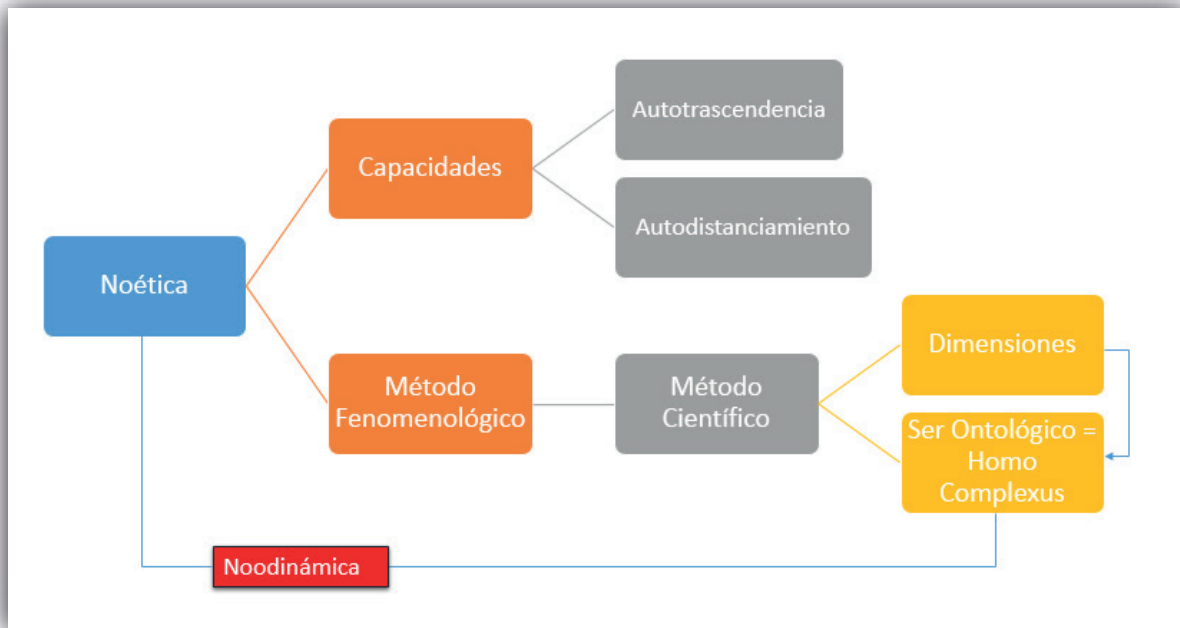 Autotrascendencia
Capacidades
Autodistanciamiento
Noética
Dimensiones
Método
Fenomenológico
Método
Científico
Ser Ontológico =
Homo
Complexus
Noodinámica